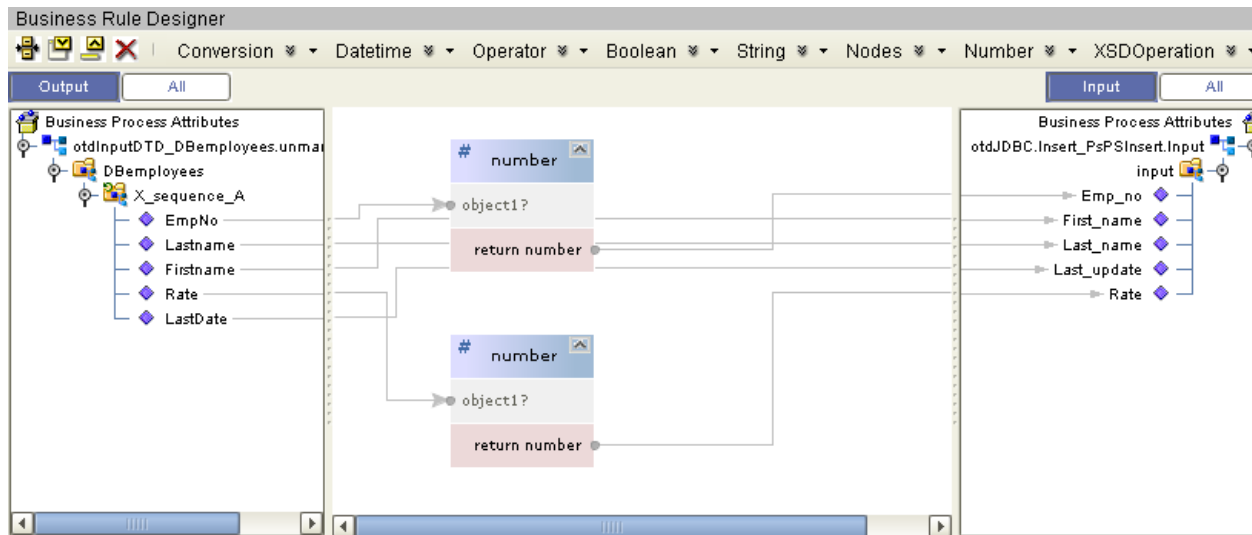 Business Rule Designer
Conversion Datetime Operator Boolean String Nodes Number XSDOperation
Output All Input All
Business Process Attributes
otdInputDTD_DBemployees.unmar
DBemployees
X_sequence_A
EmpNo
Lastname
Firstname
Rate
LastDate
# number
object1?
return number
# number
object1?
return number
Business Process Attributes
otdJDBC.Insert_PsPSInsert.Input
input
Emp_no
First_name
Last_name
Last_update
Rate